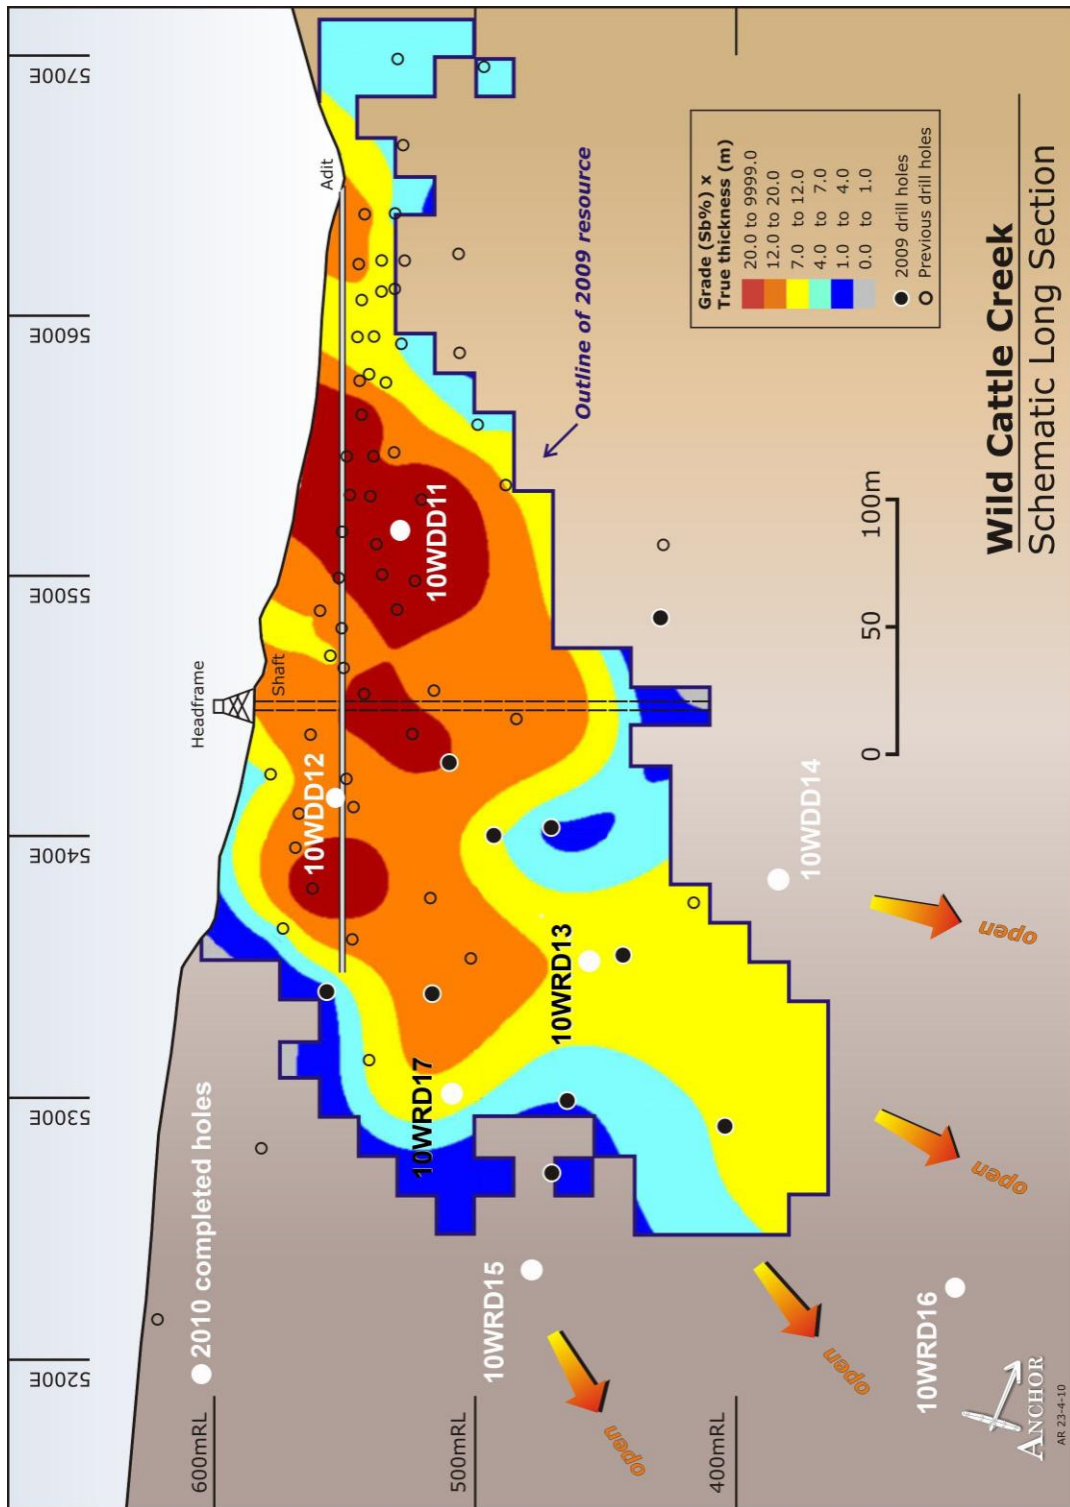 5200E
5300E
5400E
5500E
5600E
5700E
Headframe
Shaft
Adit
600mRL
500mRL
400mRL
2010 completed holes
10WDD12
10WDD11
10WRD17
10WRD13
10WRD15
10WDD14
10WRD16
open
open
open
open
Outline of 2009 resource
Grade (Sb%) x
True thickness (m)
20.0 to 9999.0
12.0 to 20.0
7.0 to 12.0
4.0 to 7.0
1.0 to 4.0
0.0 to 1.0
2009 drill holes
Previous drill holes
0 50 100m
Wild Cattle Creek
Schematic Long Section
ANCHOR
AR 23-4-10